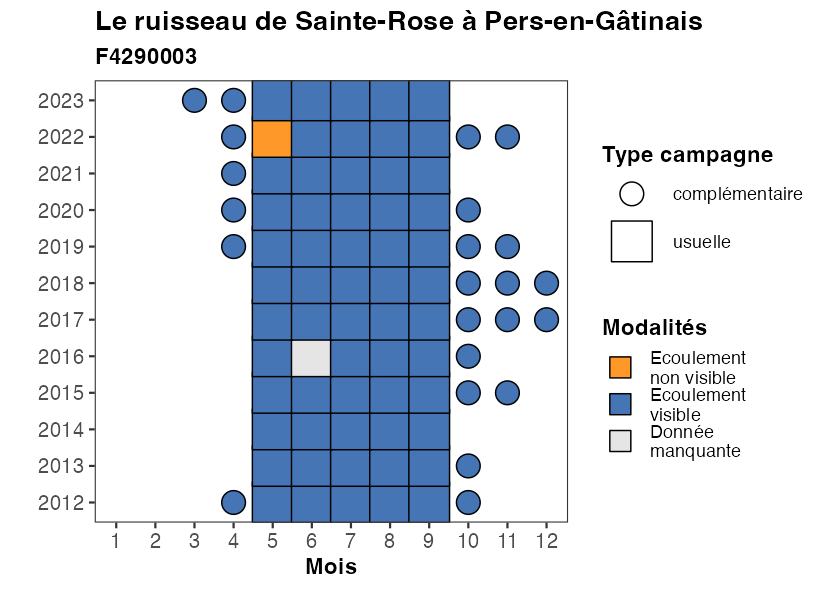 Le ruisseau de Sainte-Rose à Pers-en-Gâtinais
F4290003
2023
2022
2021
2020
2019
2018
2017
2016
2015
2014
2013
2012
1 2 3 4 5 6 7 8 9 10 11 12
Mois
Type campagne
complémentaire
usuelle
Modalités
Ecoulement
non visible
Ecoulement
visible
Donnée
manquante